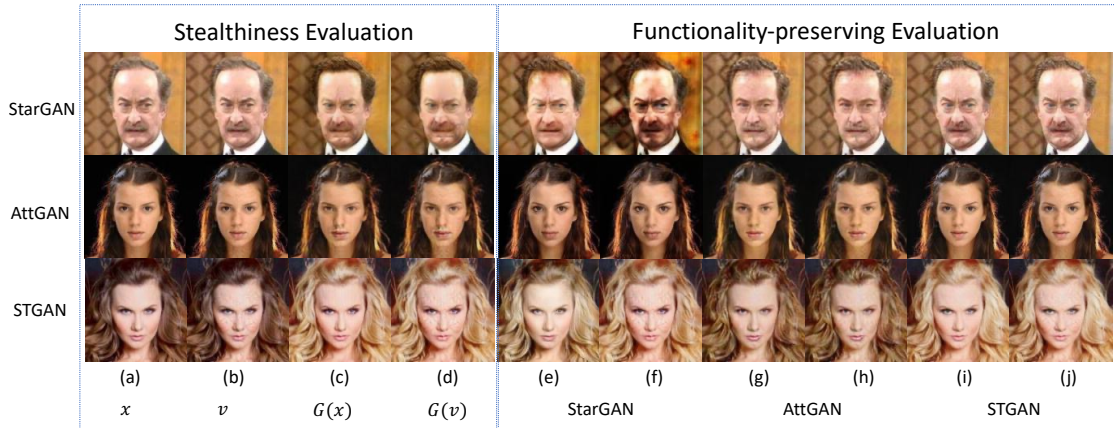 Stealthiness Evaluation Functionality-preserving Evaluation
StarGAN
AttGAN
STGAN
(a) (b) (c) (d) (e) (f) (g) (h) (i) (j)
x v G(x) G(v) StarGAN AttGAN STGAN